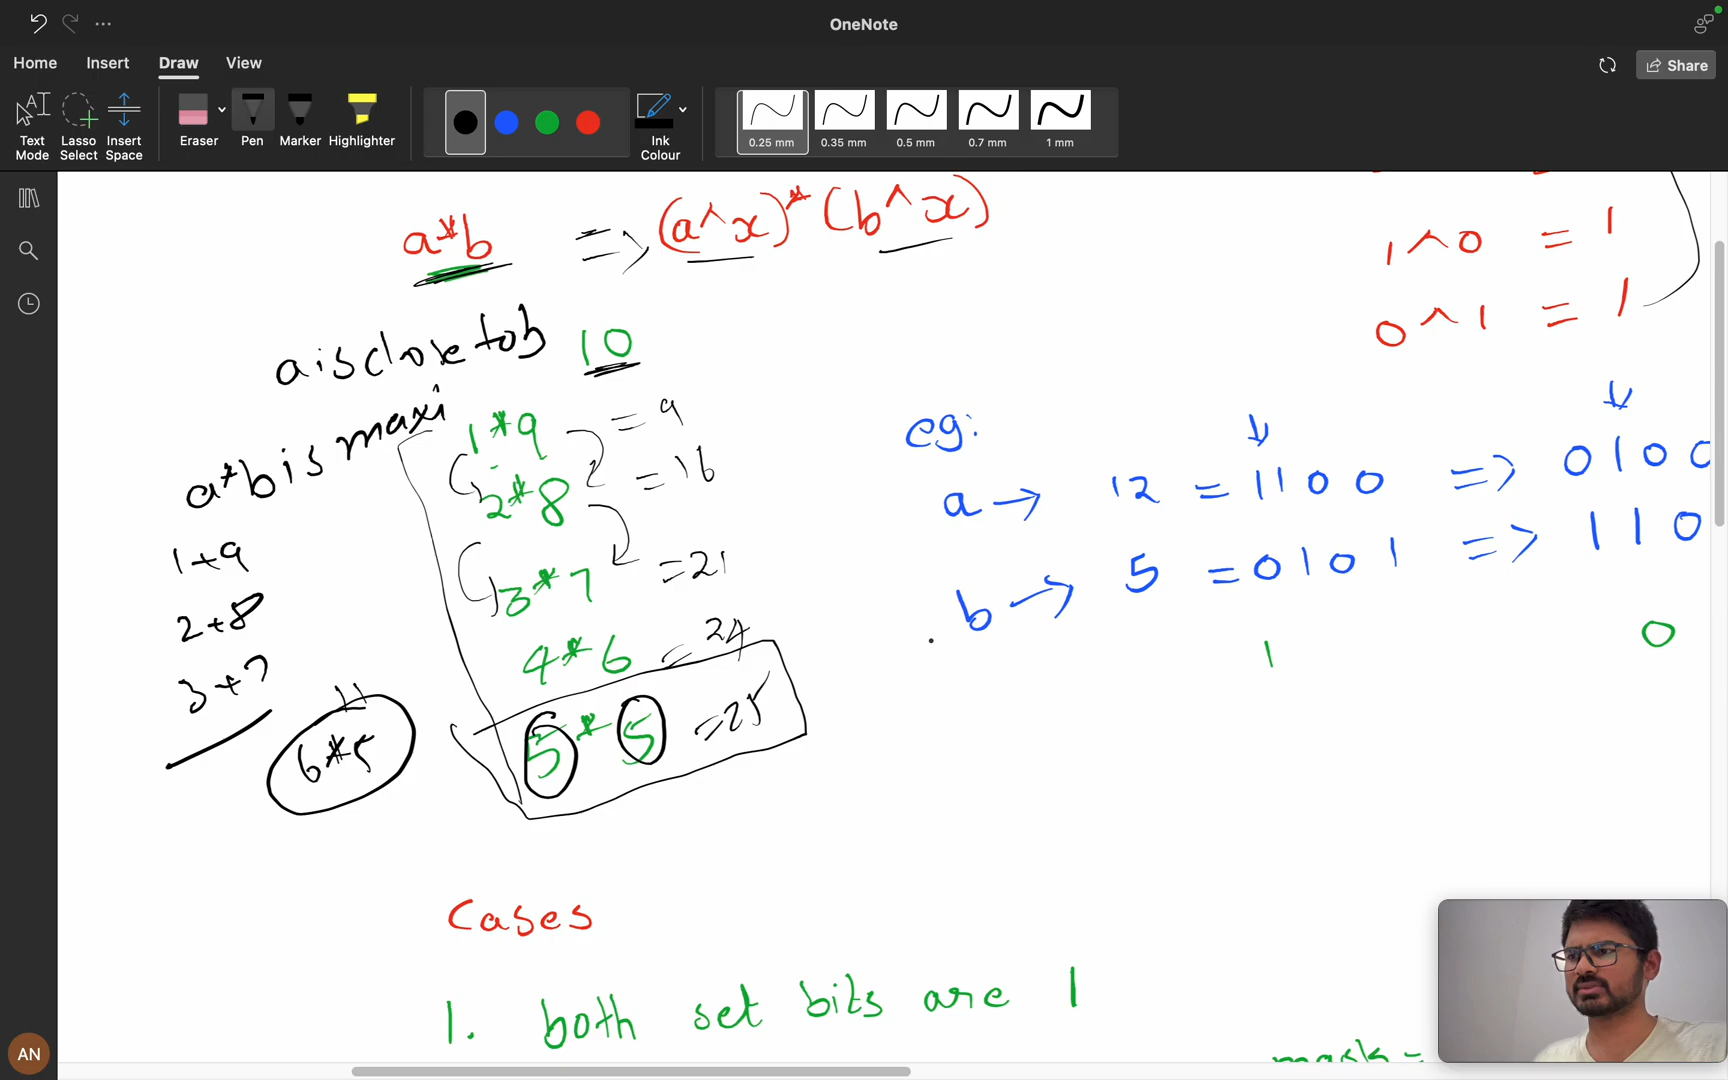 OneNote
Home Insert Draw View
Share
Text Mode
Lasso Select
Insert Space
Eraser
Pen
Marker
Highlighter
Ink Colour
0.25 mm
0.35 mm
0.5 mm
0.7 mm
1 mm
a*b => (a^x)*(b^x)
1^0 = 1
0^1 = 1
a is close to b 10
a*b is maxi
1*9 = 9
2*8 = 16
3*7 = 21
4*6 = 24
5*5 = 25
1+9
2+8
3+7
11
6*5
eg:
a → 12 = 1100 => 0100
b → 5 = 0101 => 110
1 0
Cases
1. both set bits are 1
mask =
AN